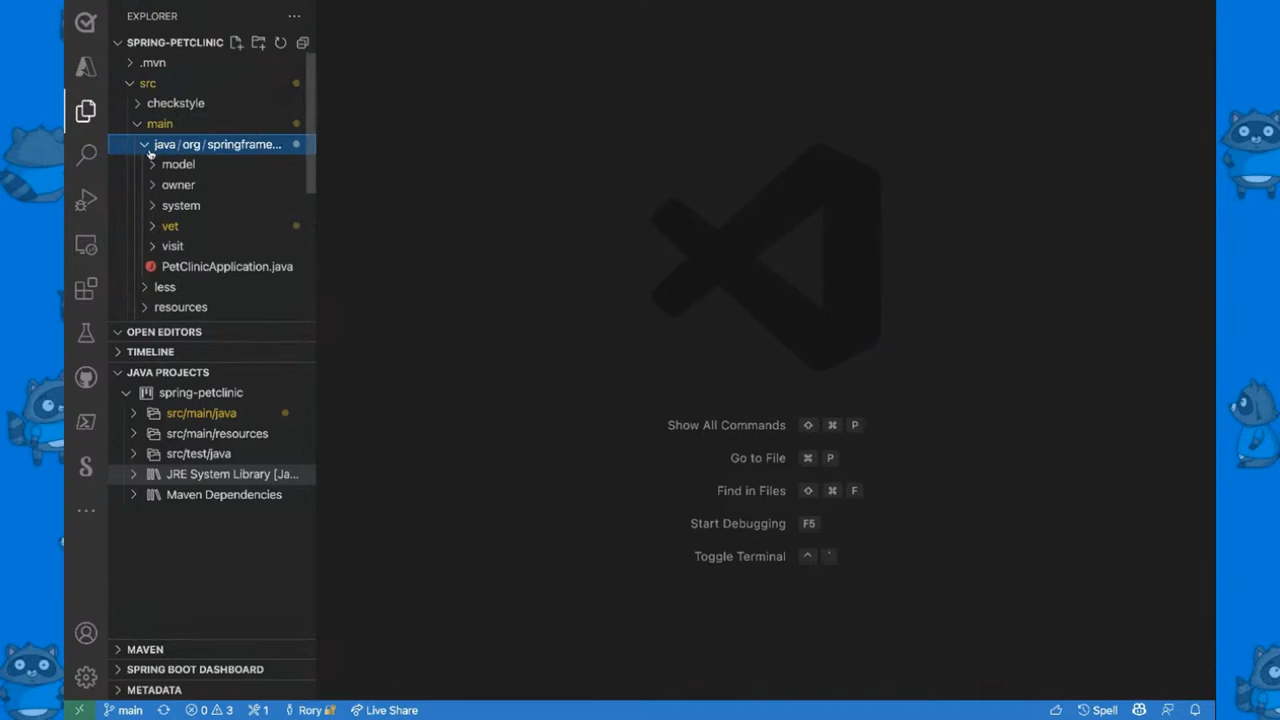 EXPLORER
SPRING-PETCLINIC
.mvn
src
checkstyle
main
java / org / springframe...
model
owner
system
vet
visit
PetClinicApplication.java
less
resources
OPEN EDITORS
TIMELINE
JAVA PROJECTS
spring-petclinic
src/main/java
src/main/resources
src/test/java
JRE System Library [Ja...
Maven Dependencies
MAVEN
SPRING BOOT DASHBOARD
METADATA
Show All Commands ⇧ ⌘ P
Go to File ⌘ P
Find in Files ⇧ ⌘ F
Start Debugging F5
Toggle Terminal ^ `
main 0 3 1 Rory Live Share Spell